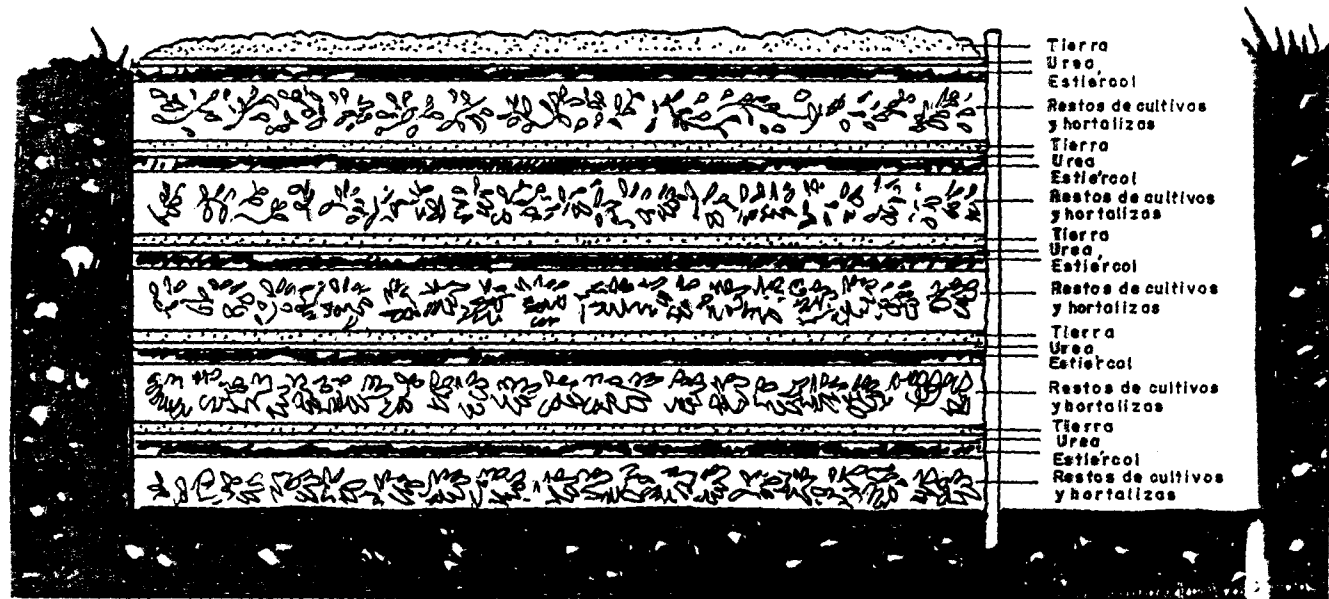 Tierra
Urea
Estiércol
Restos de cultivos
y hortalizas
Tierra
Urea
Estiércol
Restos de cultivos
y hortalizas
Tierra
Urea
Estiércol
Restos de cultivos
y hortalizas
Tierra
Urea
Estiércol
Restos de cultivos
y hortalizas
Tierra
Urea
Estiércol
Restos de cultivos
y hortalizas